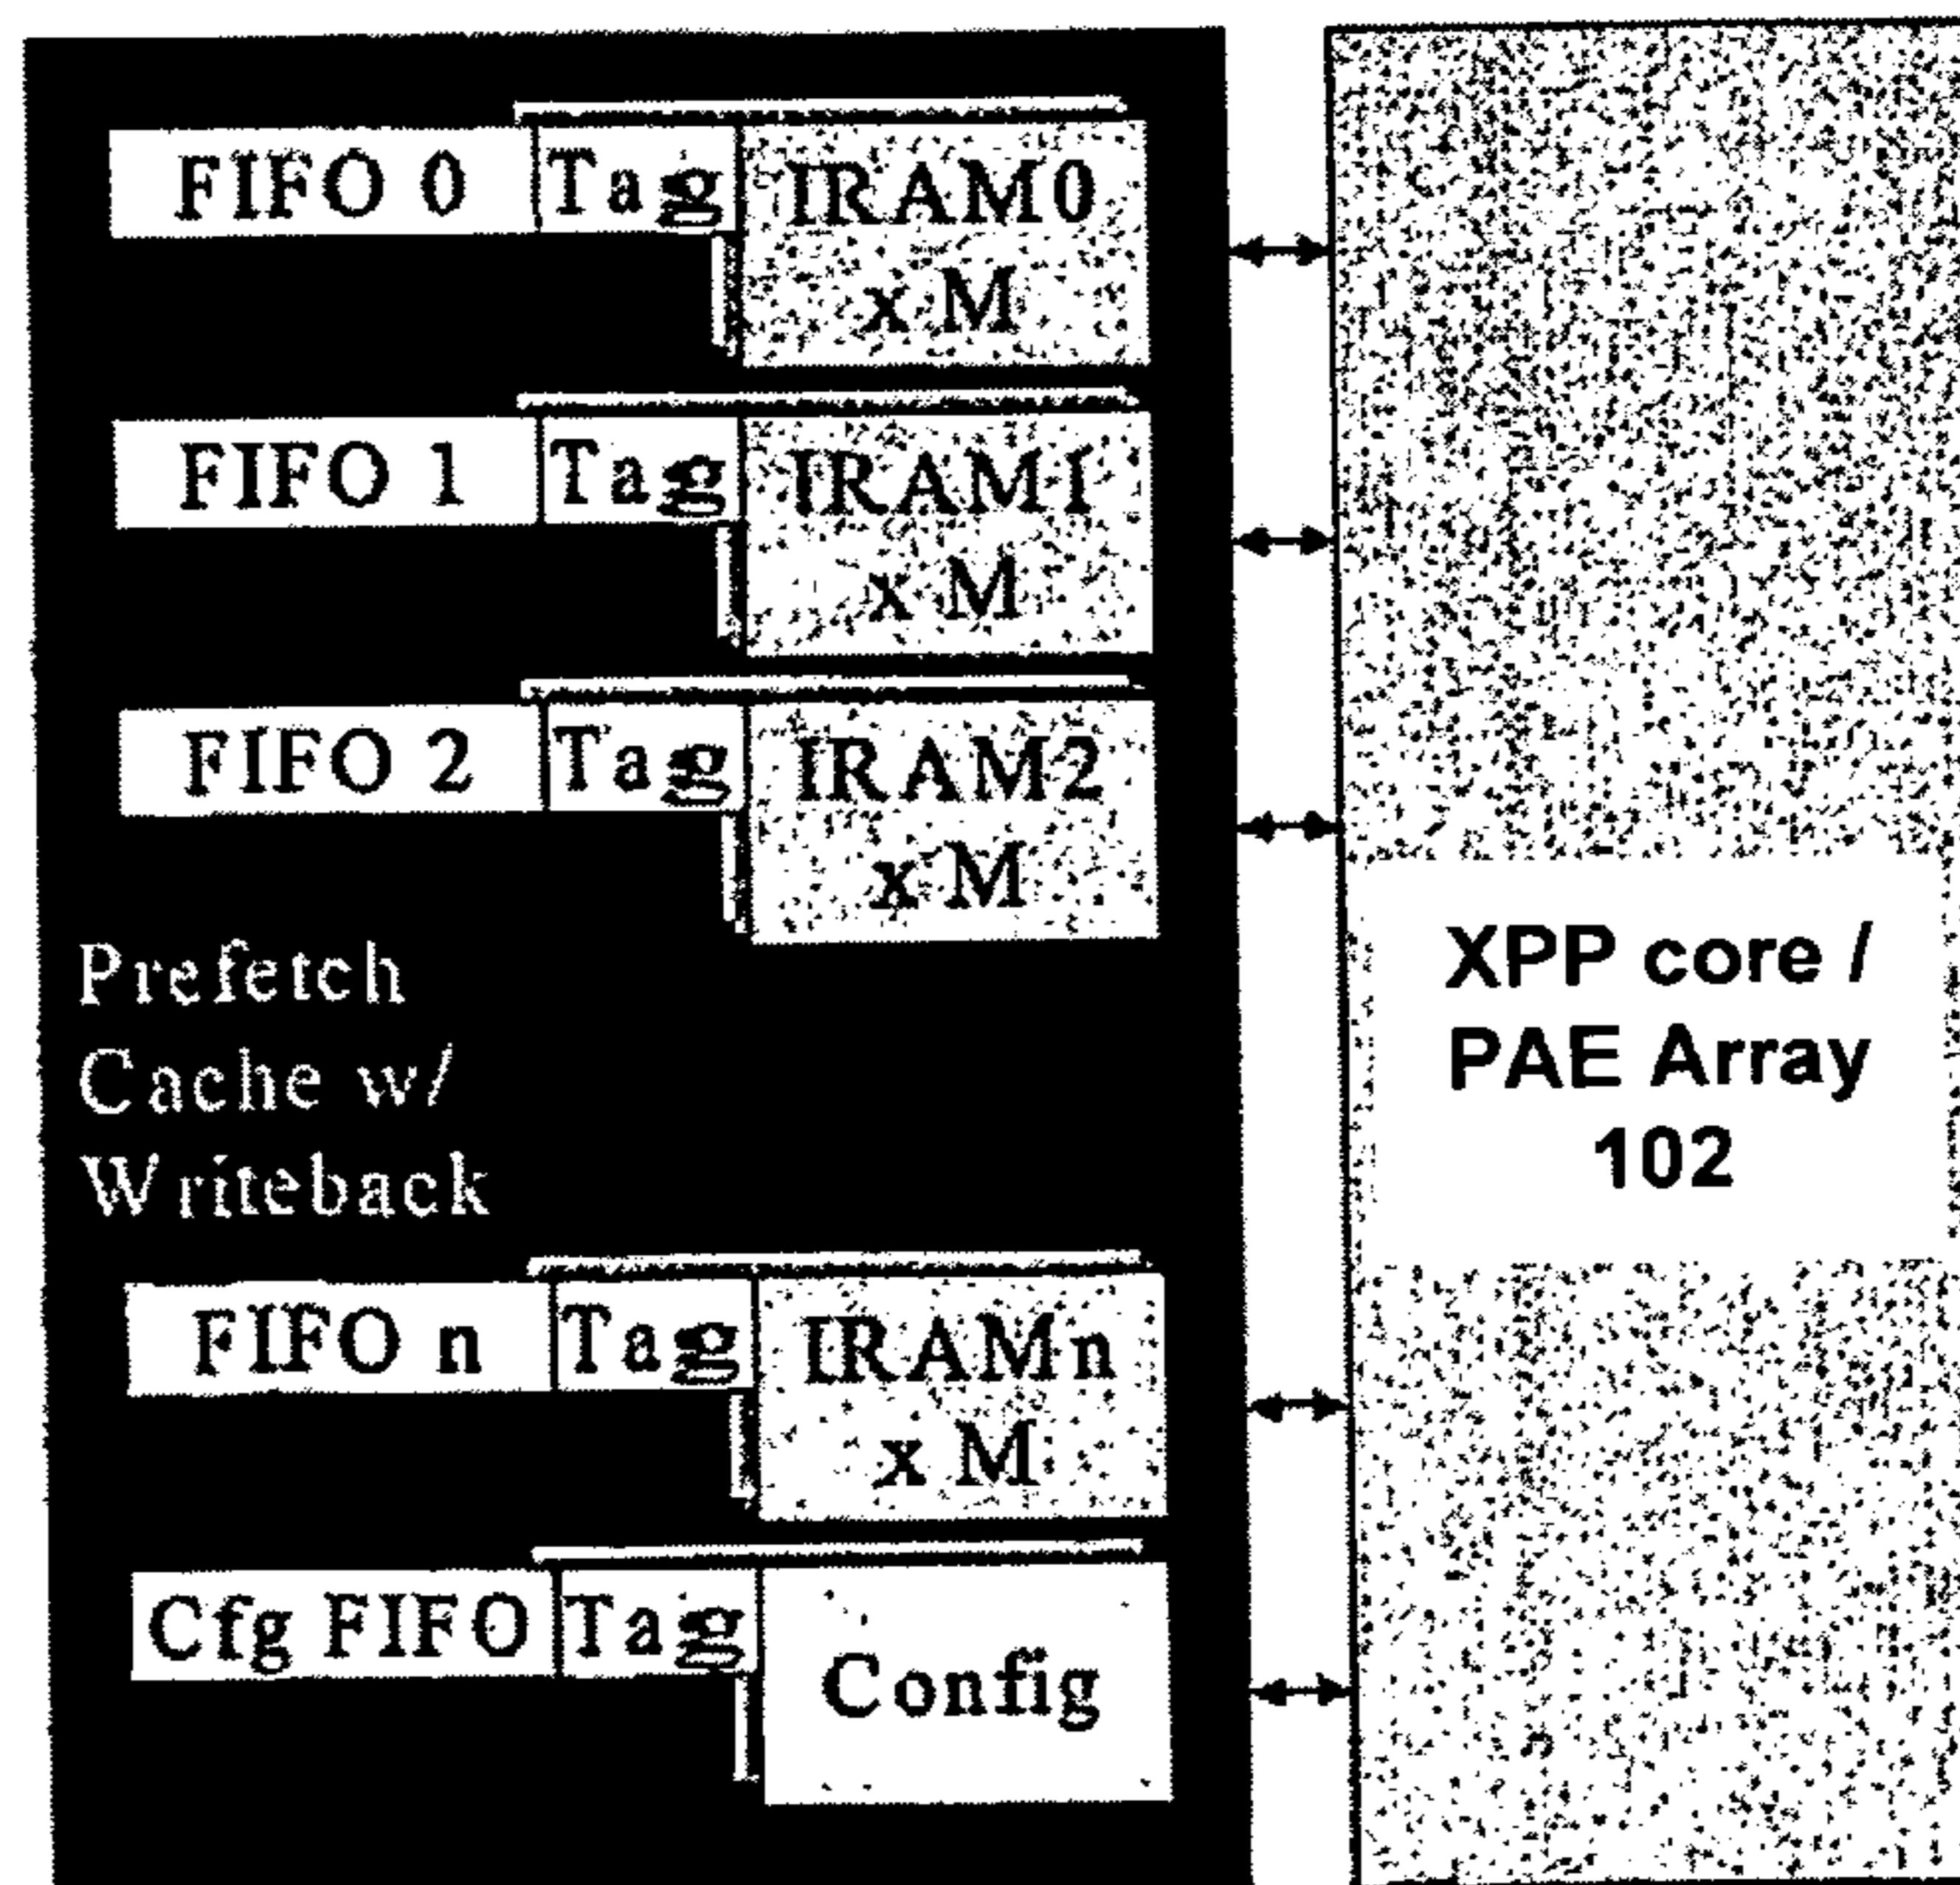 FIFO 0 Tag IRAM0
x M
FIFO 1 Tag IRAM1
x M
FIFO 2 Tag IRAM2
x M
Prefetch
Cache w/
Writeback
XPP core /
PAE Array
102
FIFO n Tag IRAMn
x M
Cfg FIFO Tag Config